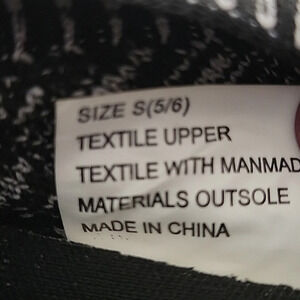 SIZE S(5/6)
TEXTILE UPPER
TEXTILE WITH MANMAD
MATERIALS OUTSOLE
MADE IN CHINA